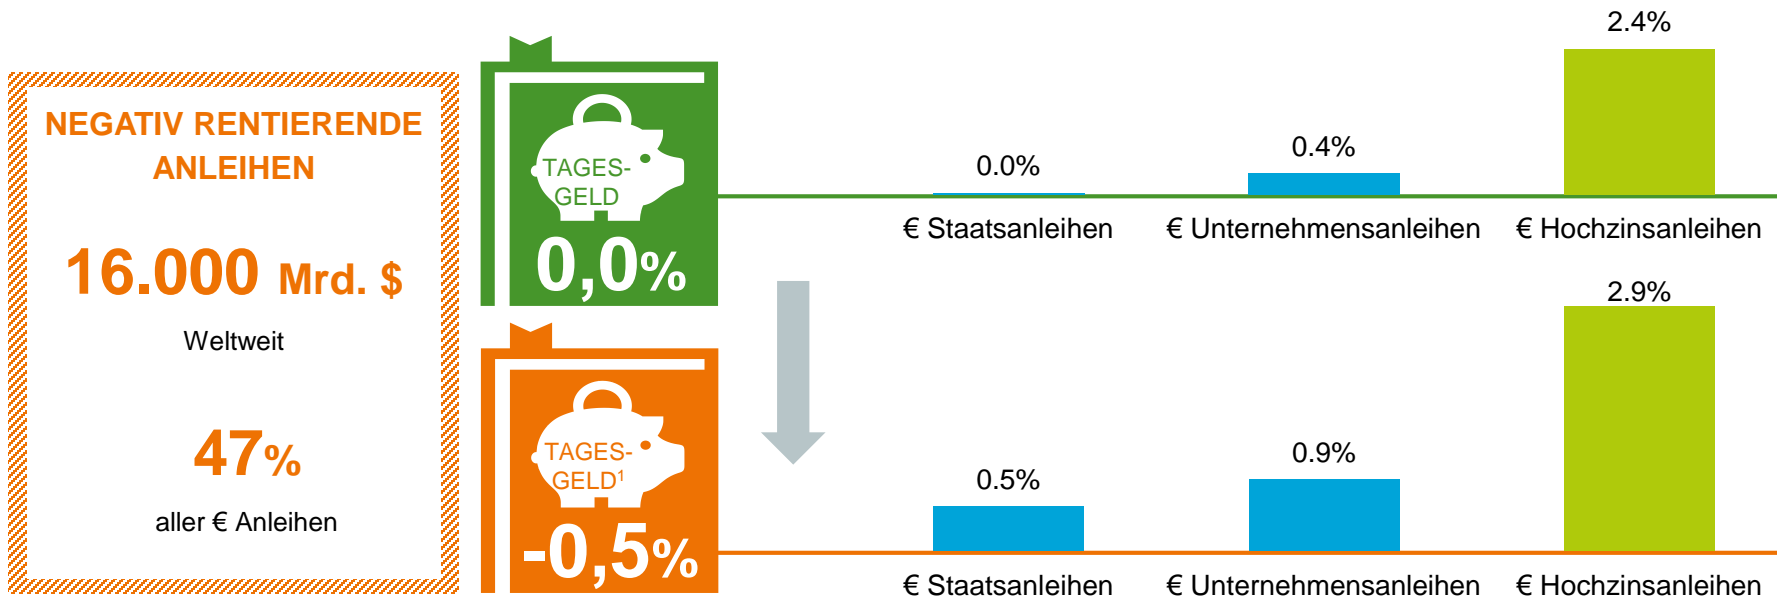 NEGATIV RENTIERENDE
ANLEIHEN
16.000 Mrd. $
Weltweit
47%
aller € Anleihen
TAGES-
GELD
0,0%
0.0%
0.4%
2.4%
€ Staatsanleihen
€ Unternehmensanleihen
€ Hochzinsanleihen
TAGES-
GELD¹
-0,5%
0.5%
0.9%
2.9%
€ Staatsanleihen
€ Unternehmensanleihen
€ Hochzinsanleihen